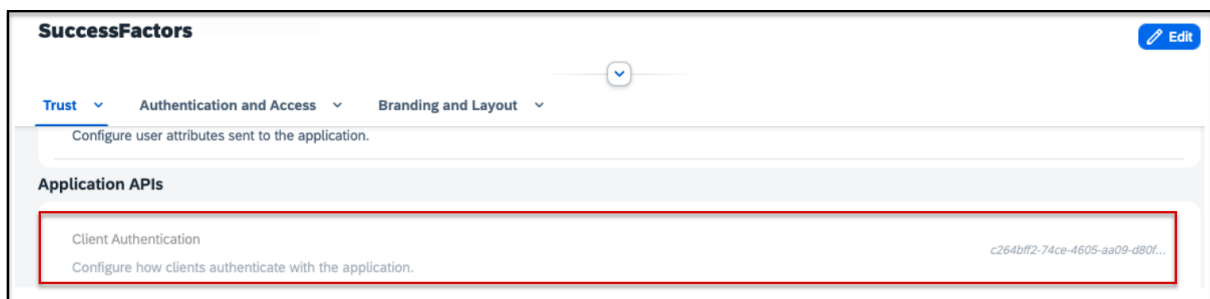 SuccessFactors
Edit
Trust Authentication and Access Branding and Layout
Configure user attributes sent to the application.
Application APIs
Client Authentication
c264bff2-74ce-4605-aa09-d80f...
Configure how clients authenticate with the application.